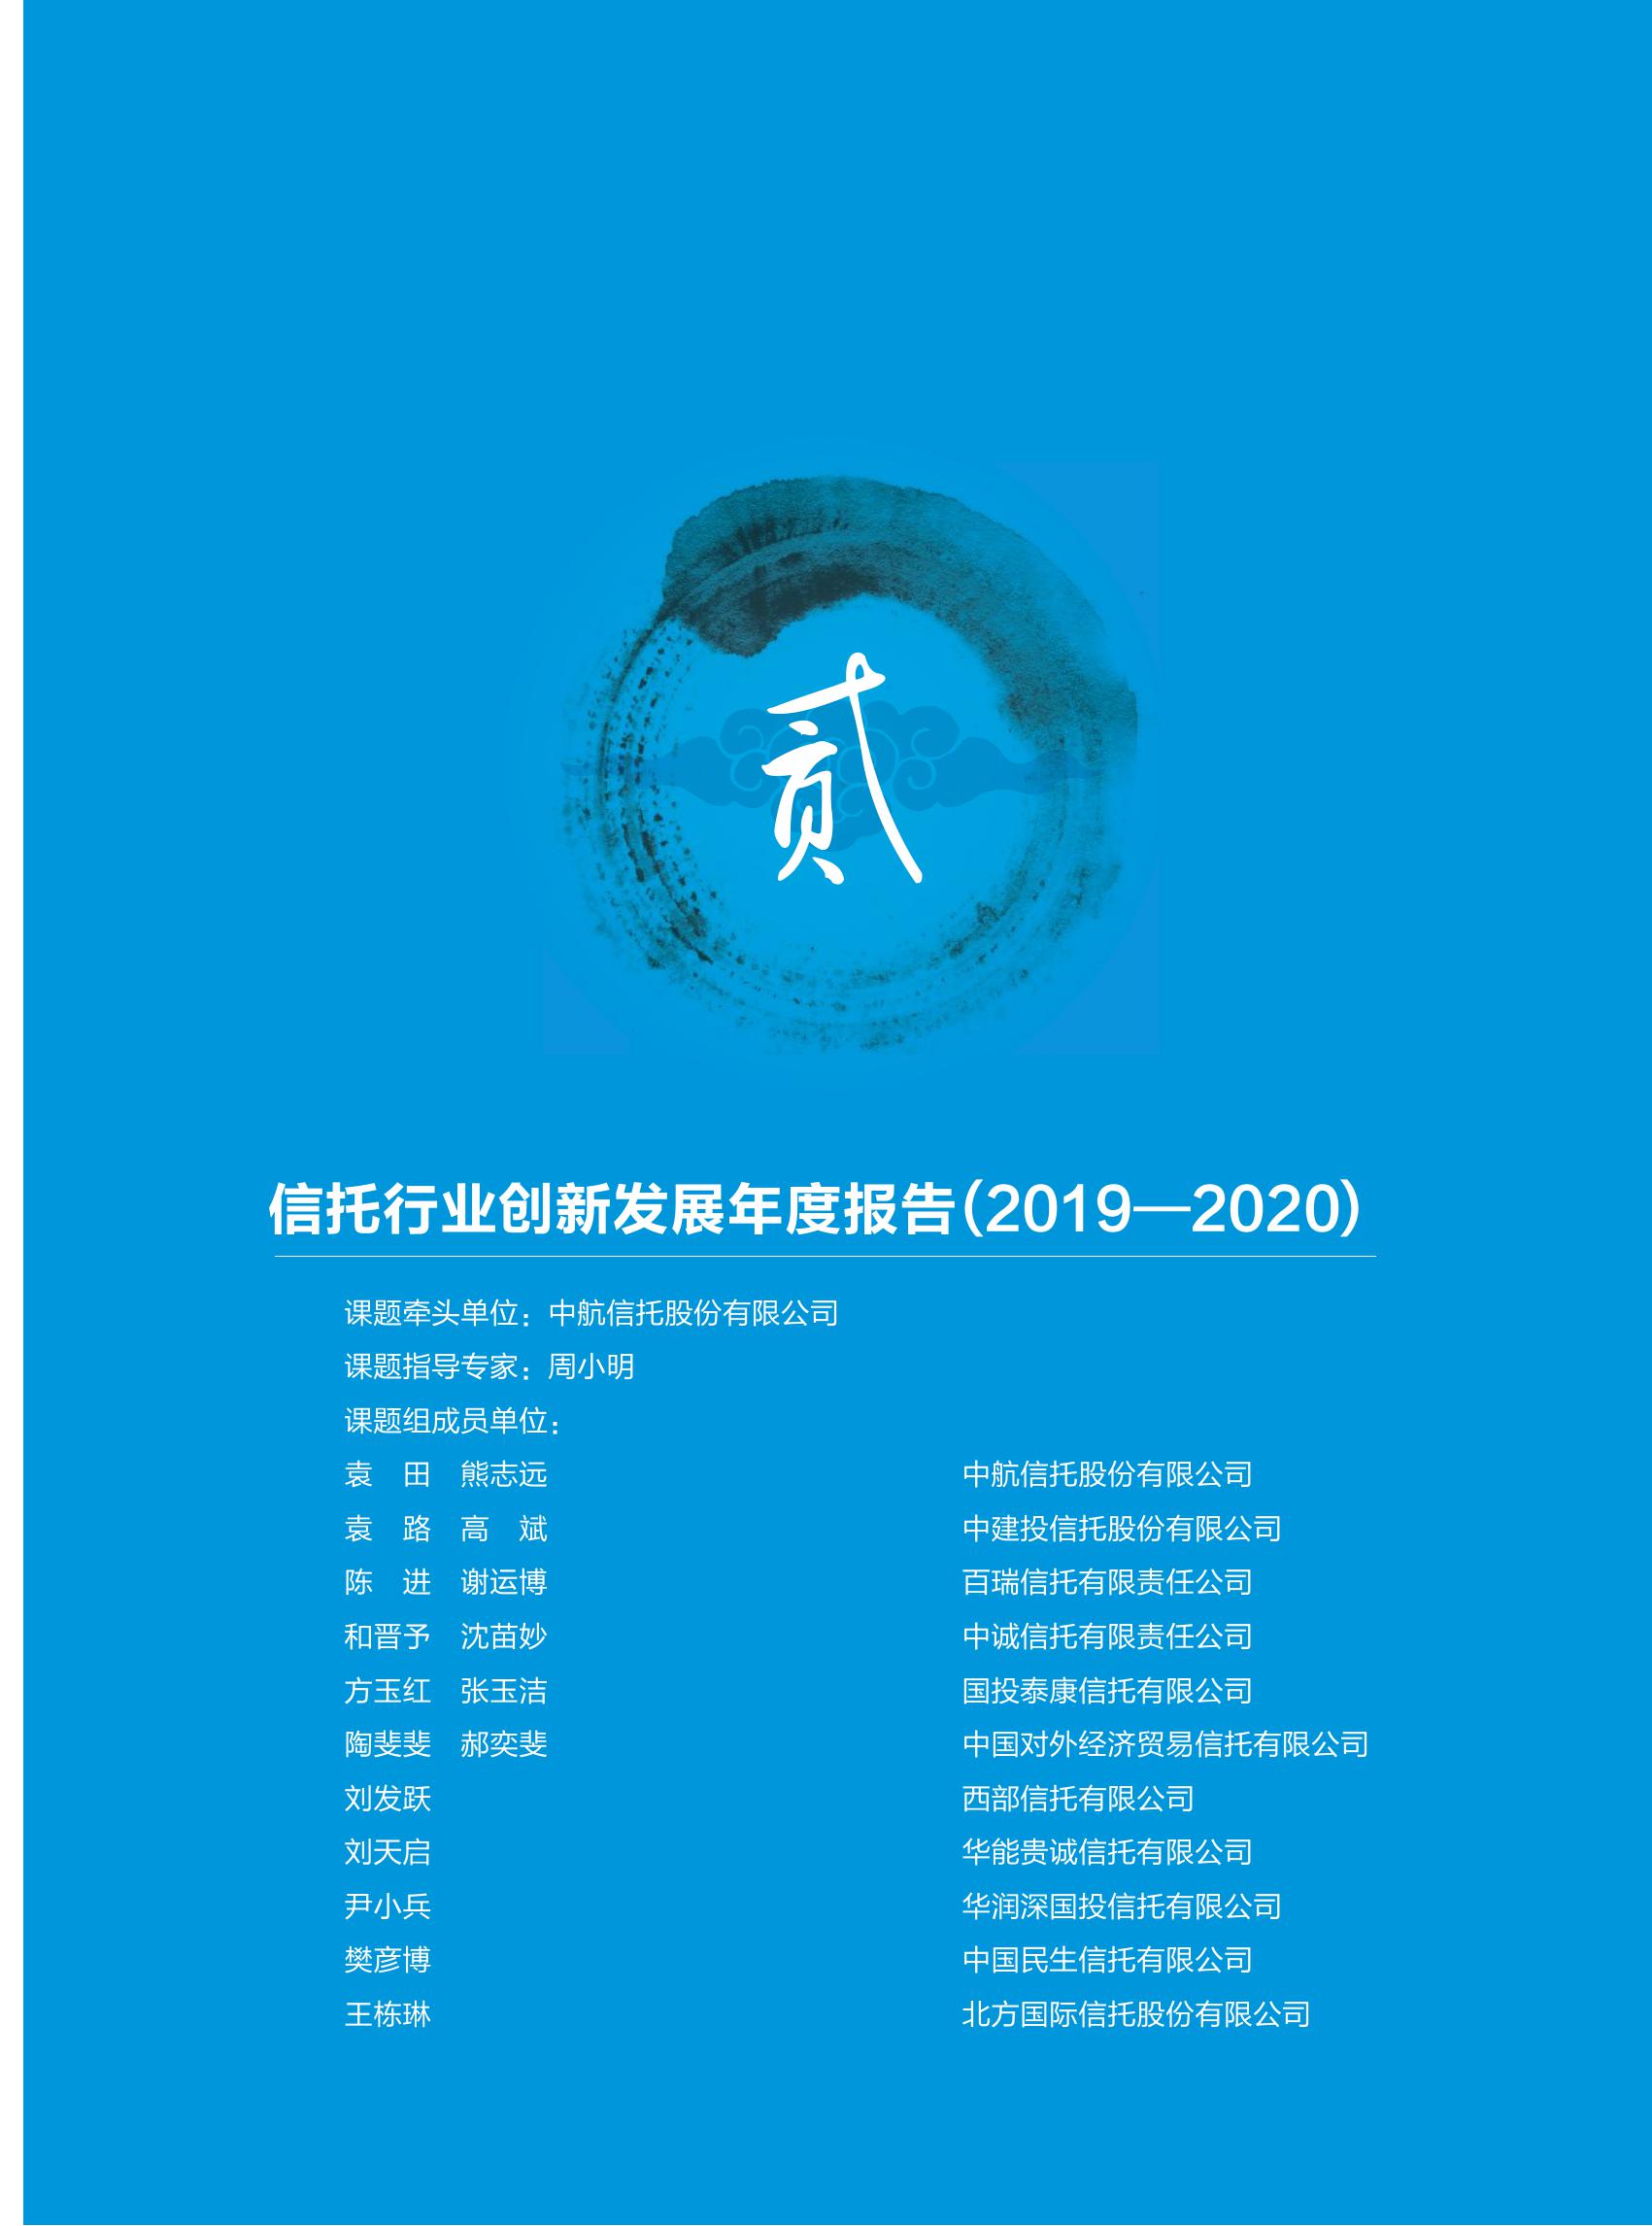 贰
信托行业创新发展年度报告(2019—2020)
课题牵头单位：中航信托股份有限公司
课题指导专家：周小明
课题组成员单位：
袁　田　熊志远　中航信托股份有限公司
袁　路　高　斌　中建投信托股份有限公司
陈　进　谢运博　百瑞信托有限责任公司
和晋予　沈苗妙　中诚信托有限责任公司
方玉红　张玉洁　国投泰康信托有限公司
陶斐斐　郝奕斐　中国对外经济贸易信托有限公司
刘发跃　西部信托有限公司
刘天启　华能贵诚信托有限公司
尹小兵　华润深国投信托有限公司
樊彦博　中国民生信托有限公司
王栋琳　北方国际信托股份有限公司